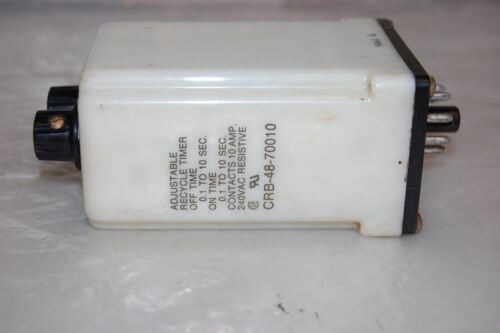 ADJUSTABLE
RECYCLE TIMER
OFF TIME
0.1 TO 10 SEC.
ON TIME
0.1 TO 10 SEC.
CONTACTS 10 AMP.
240VAC RESISTIVE
CRB-48-70010